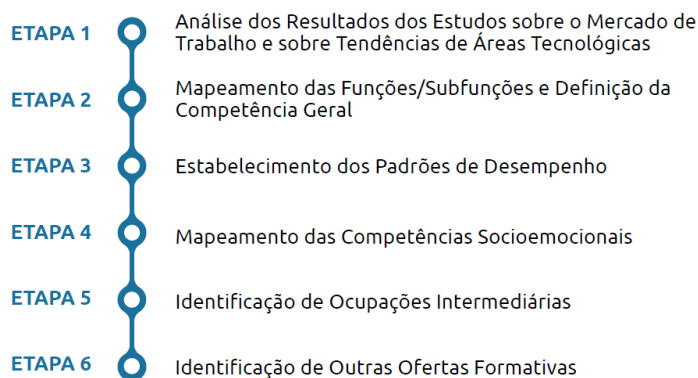 ETAPA 1
Análise dos Resultados dos Estudos sobre o Mercado de
Trabalho e sobre Tendências de Áreas Tecnológicas
ETAPA 2
Mapeamento das Funções/Subfunções e Definição da
Competência Geral
ETAPA 3
Estabelecimento dos Padrões de Desempenho
ETAPA 4
Mapeamento das Competências Socioemocionais
ETAPA 5
Identificação de Ocupações Intermediárias
ETAPA 6
Identificação de Outras Ofertas Formativas